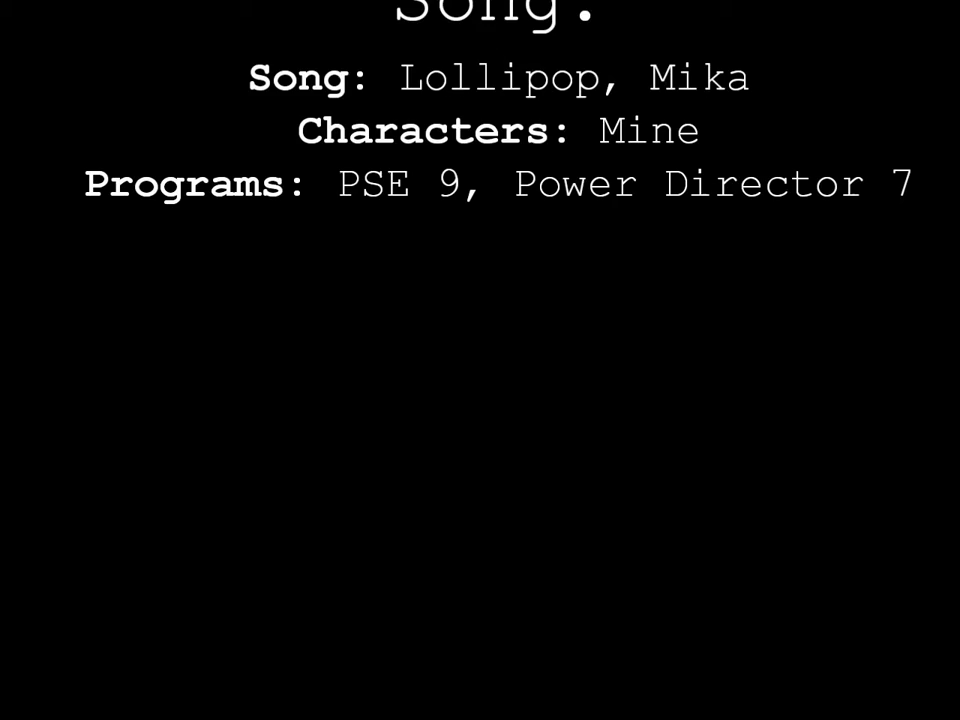 Song:
Song: Lollipop, Mika
Characters: Mine
Programs: PSE 9, Power Director 7